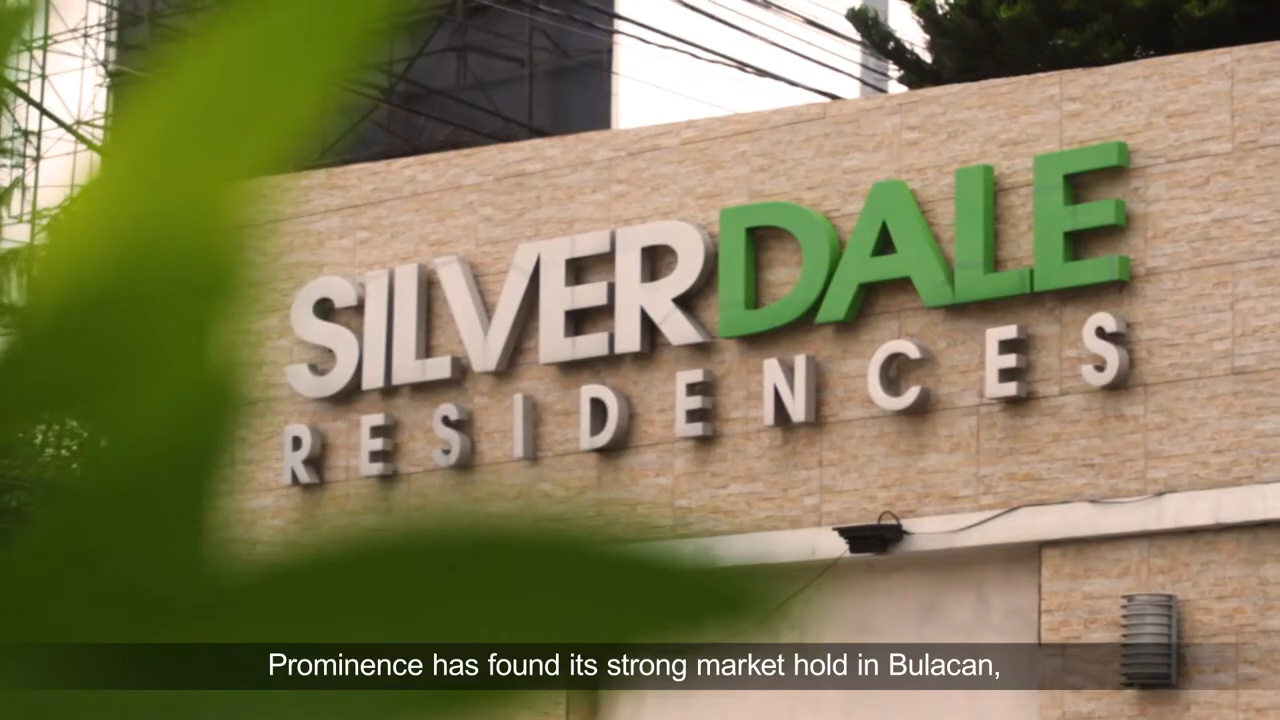 SILVERDALE
RESIDENCES
Prominence has found its strong market hold in Bulacan,